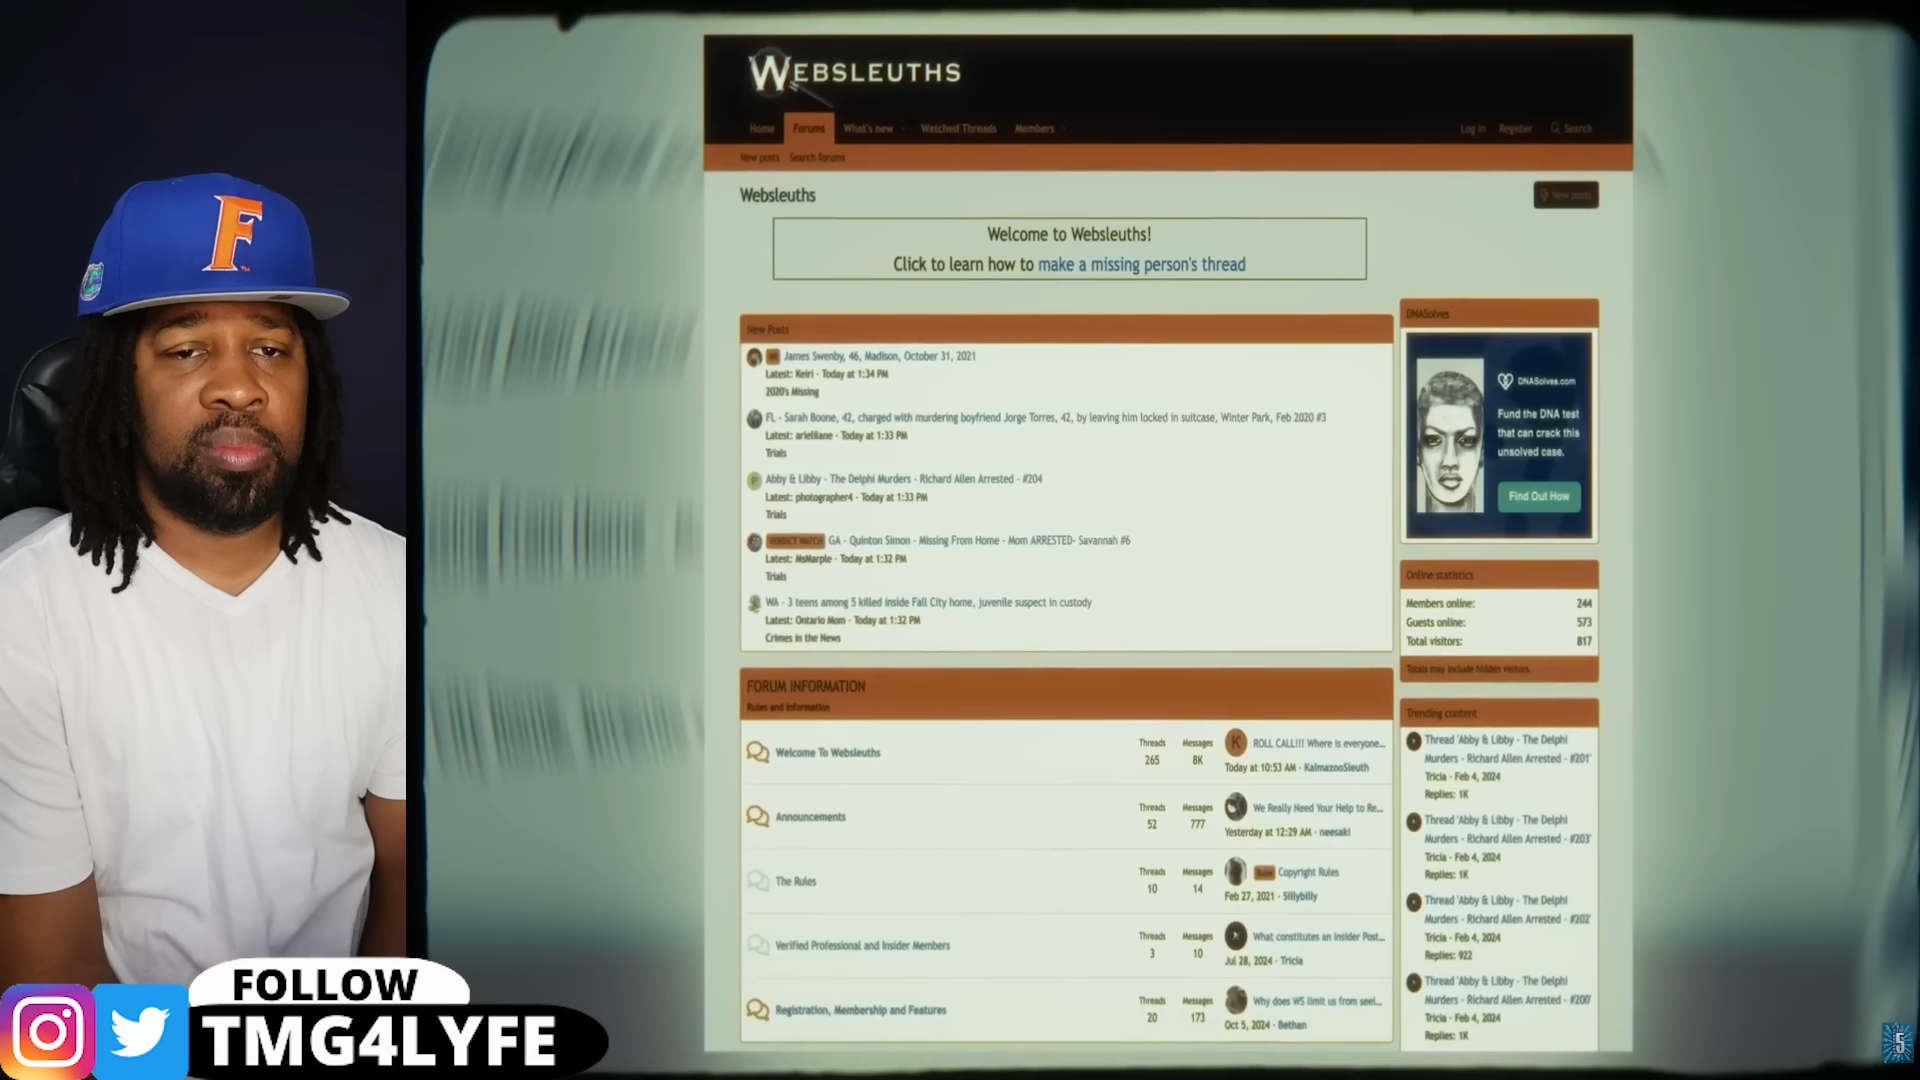 WEBSLEUTHS
Home Forums What's new Watched Threads Members Log in Register Search
New posts Search forums
Websleuths
New posts
Welcome to Websleuths!
Click to learn how to make a missing person's thread
New Posts
James Swenby, 46, Madison, October 31, 2021
Latest: Keiri · Today at 1:34 PM
2020's Missing
FL - Sarah Boone, 42, charged with murdering boyfriend Jorge Torres, 42, by leaving him locked in suitcase, Winter Park, Feb 2020 #3
Latest: arielilane · Today at 1:33 PM
Trials
P Abby & Libby - The Delphi Murders - Richard Allen Arrested - #204
Latest: photographer4 · Today at 1:33 PM
Trials
VERDICT WATCH GA - Quinton Simon - Missing From Home - Mom ARRESTED- Savannah #6
Latest: MsMarple · Today at 1:32 PM
Trials
WA - 3 teens among 5 killed inside Fall City home, juvenile suspect in custody
Latest: Ontario Mom · Today at 1:32 PM
Crimes in the News
FORUM INFORMATION
Rules and Information
Welcome To Websleuths
Threads
265
Messages
8K
K
ROLL CALL!!! Where is everyone...
Today at 10:53 AM · KalmazooSleuth
Announcements
Threads
52
Messages
777
We Really Need Your Help to Re...
Yesterday at 12:29 AM · neesaki
The Rules
Threads
10
Messages
14
Rules Copyright Rules
Feb 27, 2021 · Sillybilly
Verified Professional and Insider Members
Threads
3
Messages
10
What constitutes an Insider Post...
Jul 28, 2024 · Tricia
Registration, Membership and Features
Threads
20
Messages
173
Why does WS limit us from seei...
Oct 5, 2024 · Bethan
DNASolves
DNASolves.com
Fund the DNA test
that can crack this
unsolved case.
Find Out How
Online statistics
Members online: 244
Guests online: 573
Total visitors: 817
Totals may include hidden visitors.
Trending content
Thread 'Abby & Libby - The Delphi
Murders - Richard Allen Arrested - #201'
Tricia · Feb 4, 2024
Replies: 1K
Thread 'Abby & Libby - The Delphi
Murders - Richard Allen Arrested - #203'
Tricia · Feb 4, 2024
Replies: 1K
Thread 'Abby & Libby - The Delphi
Murders - Richard Allen Arrested - #202'
Tricia · Feb 4, 2024
Replies: 922
Thread 'Abby & Libby - The Delphi
Murders - Richard Allen Arrested - #200'
Tricia · Feb 4, 2024
Replies: 1K
F
FOLLOW
TMG4LYFE
5